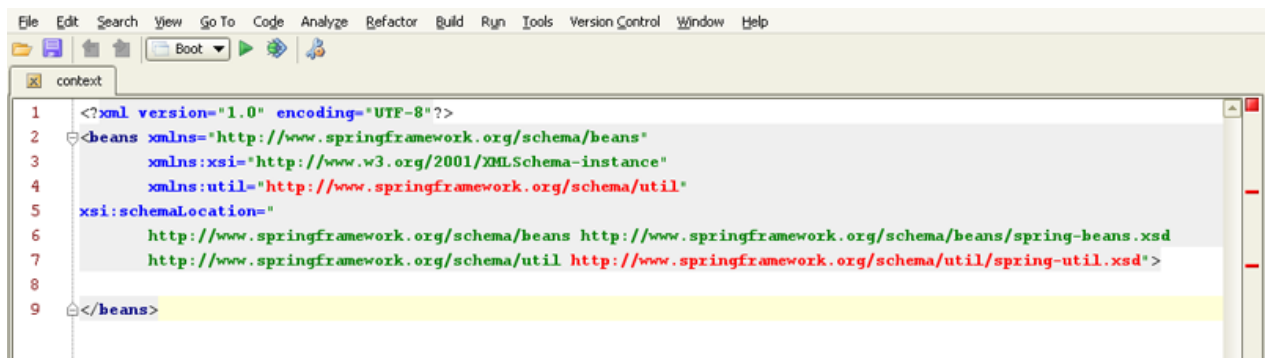 File Edit Search View Go To Code Analyze Refactor Build Run Tools Version Control Window Help
Boot
context
1 <?xml version="1.0" encoding="UTF-8"?>
2 <beans xmlns="http://www.springframework.org/schema/beans"
3 xmlns:xsi="http://www.w3.org/2001/XMLSchema-instance"
4 xmlns:util="http://www.springframework.org/schema/util"
5 xsi:schemaLocation="
6 http://www.springframework.org/schema/beans http://www.springframework.org/schema/beans/spring-beans.xsd
7 http://www.springframework.org/schema/util http://www.springframework.org/schema/util/spring-util.xsd">
8
9 </beans>